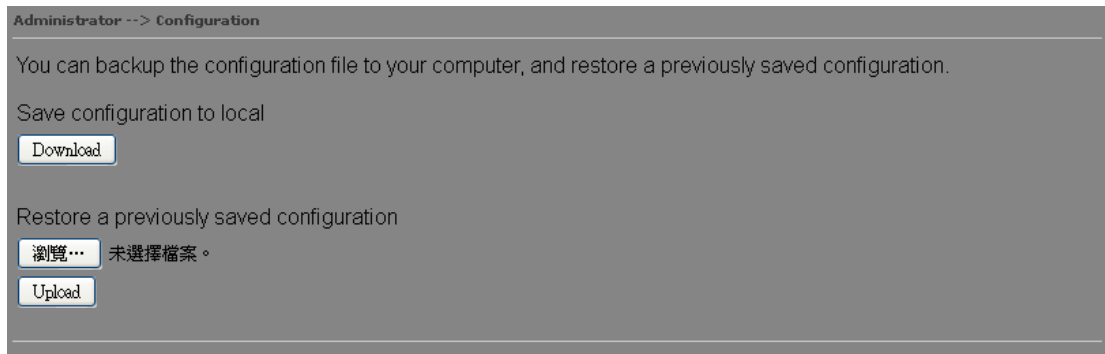 Administrator --> Configuration
You can backup the configuration file to your computer, and restore a previously saved configuration.
Save configuration to local
Download
Restore a previously saved configuration
瀏覽… 未選擇檔案。
Upload